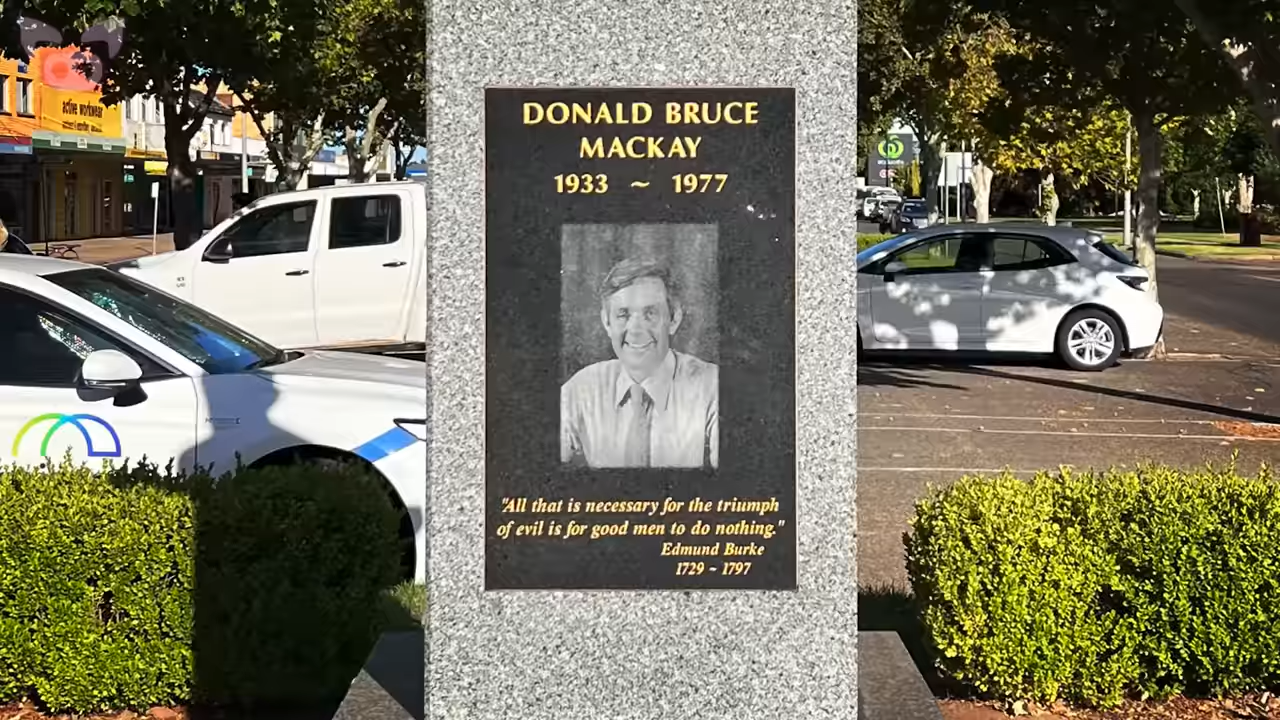 active workwear
DONALD BRUCE
MACKAY
1933 ~ 1977
"All that is necessary for the triumph
of evil is for good men to do nothing."
Edmund Burke
1729 ~ 1797